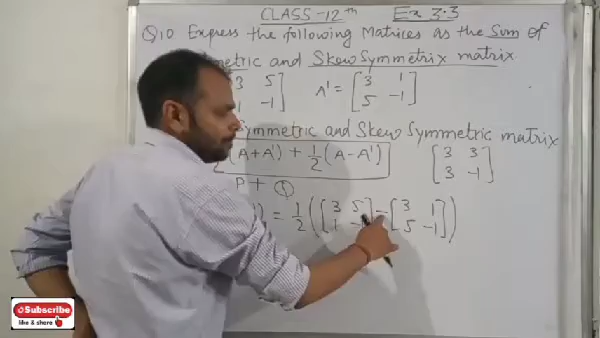 CLASS-12th Ex 3.3
Q10 Express the following Matrices as the Sum of
metric and Skew Symmetrix matrix
3 5] A' = [3 1
1 -1] 5 -1]
Symmetric and Skew Symmetric matrix
(A+A') + 1/2 (A-A') [3 3
3 -1]
P + Q
) = 1/2 ([3 5 - [3 1
1 -1] 5 -1])
Subscribe
like & share